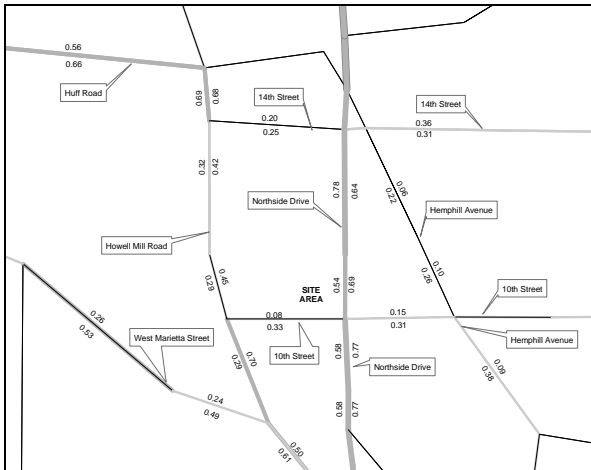 0.56
0.66
Huff Road
0.69
0.68
14th Street
0.20
0.25
14th Street
0.36
0.31
0.32
0.42
0.78
0.64
0.06
0.22
Northside Drive
Hemphill Avenue
Howell Mill Road
0.45
0.29
0.54
0.69
0.10
0.26
SITE
AREA
10th Street
0.26
0.53
0.08
0.33
0.15
0.31
West Marietta Street
10th Street
0.58
0.77
Hemphill Avenue
0.70
0.29
Northside Drive
0.09
0.38
0.24
0.49
0.58
0.77
0.50
0.61